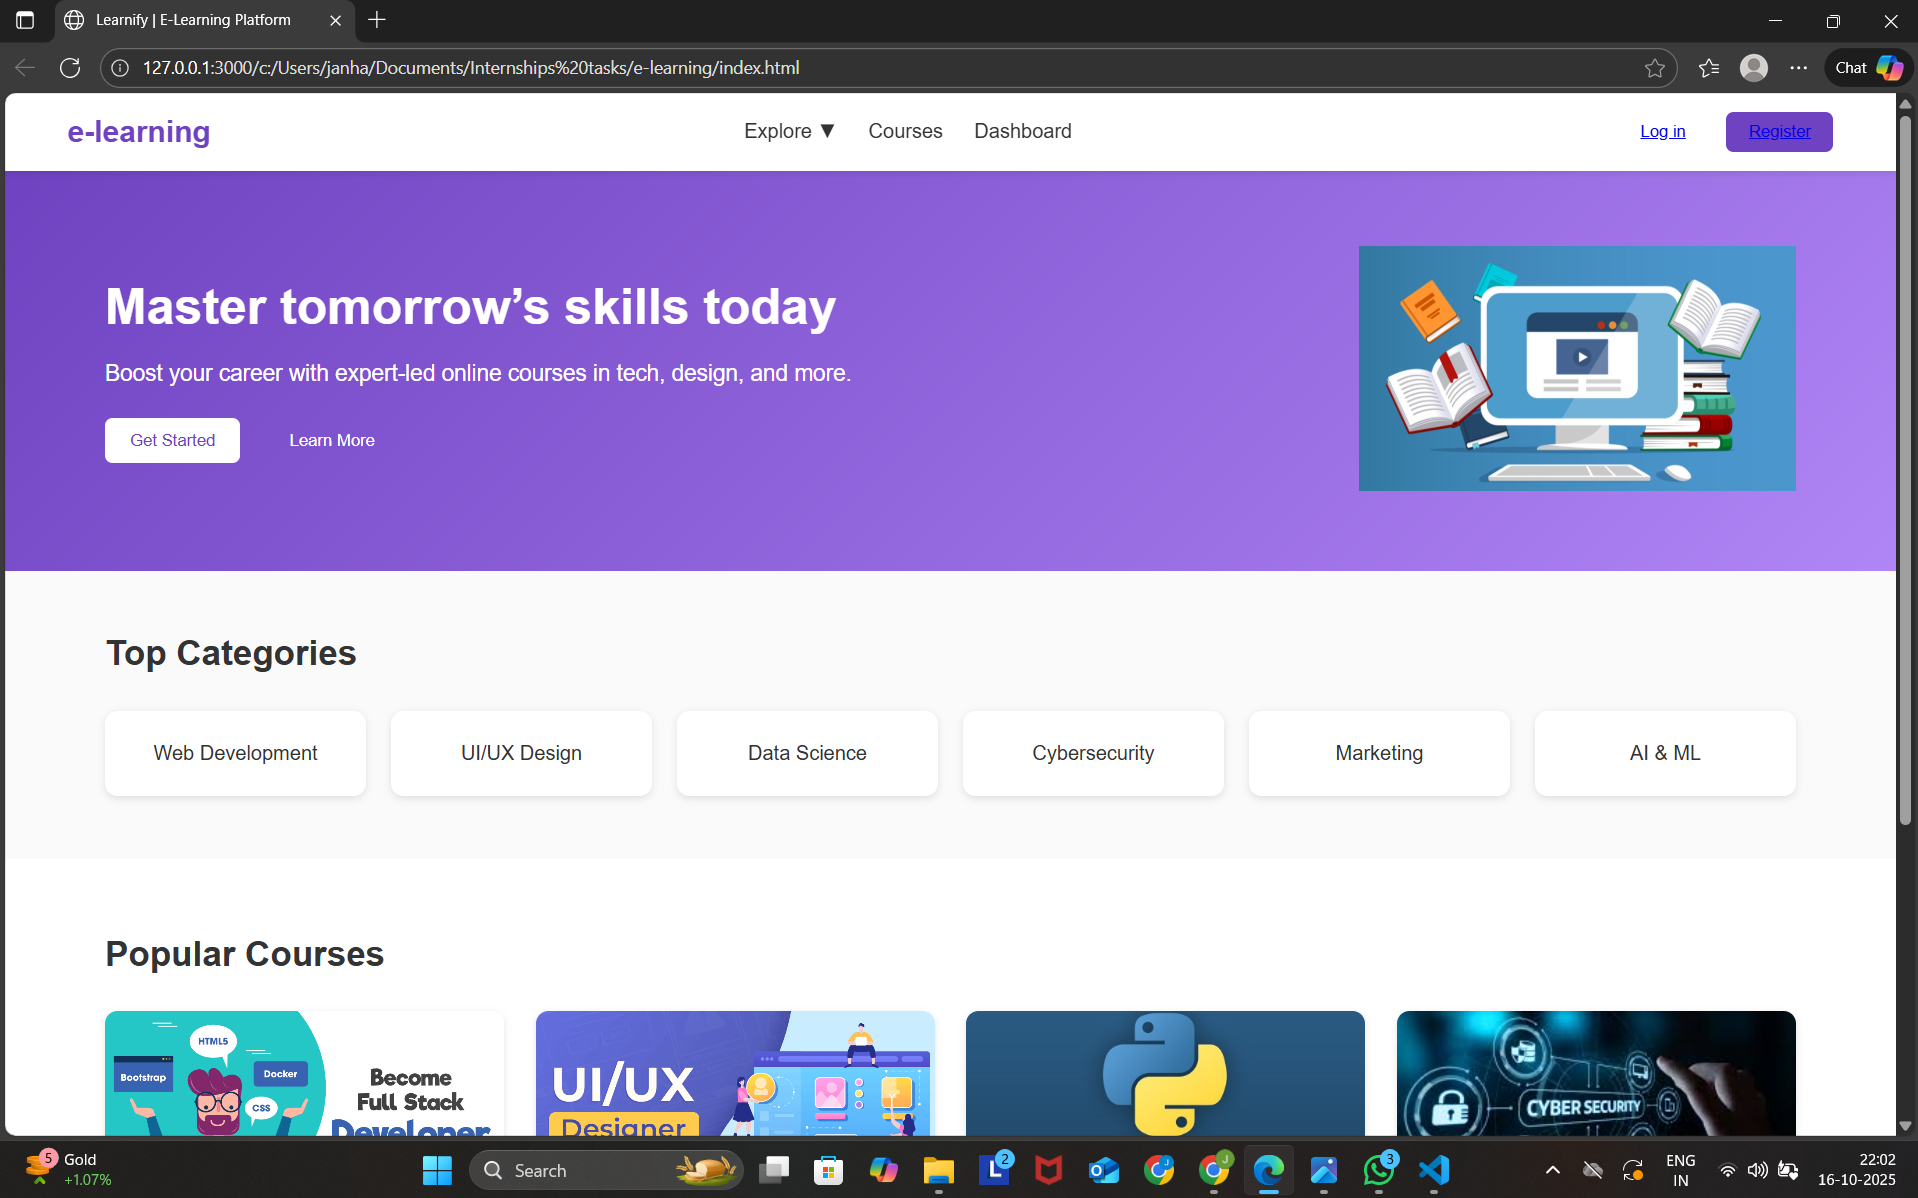 Learnify | E-Learning Platform
127.0.0.1:3000/c:/Users/janha/Documents/Internships%20tasks/e-learning/index.html
Chat
e-learning
Explore ▼
Courses
Dashboard
Log in
Register
Master tomorrow’s skills today
Boost your career with expert-led online courses in tech, design, and more.
Get Started
Learn More
Top Categories
Web Development
UI/UX Design
Data Science
Cybersecurity
Marketing
AI & ML
Popular Courses
HTML5
Bootstrap
Docker
CSS
Become
Full Stack
Developer
UI/UX
Designer
CYBER SECURITY
5
Gold
+1.07%
Search
L
2
J
J
3
ENG
IN
22:02
16-10-2025